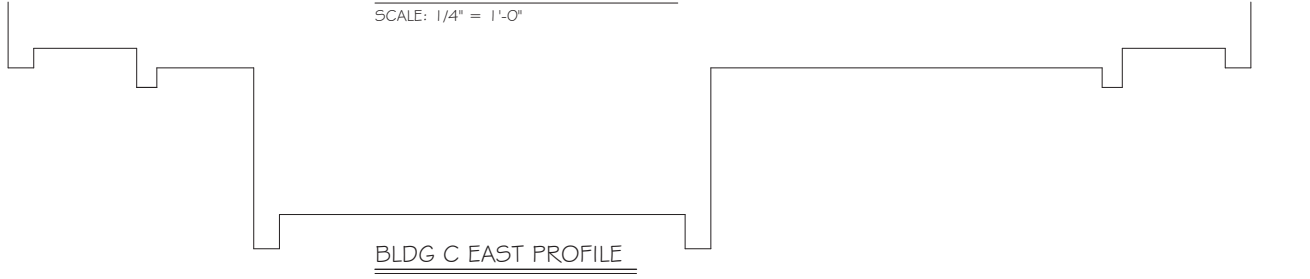 SCALE: 1/4" = 1'-0"
BLDG C EAST PROFILE